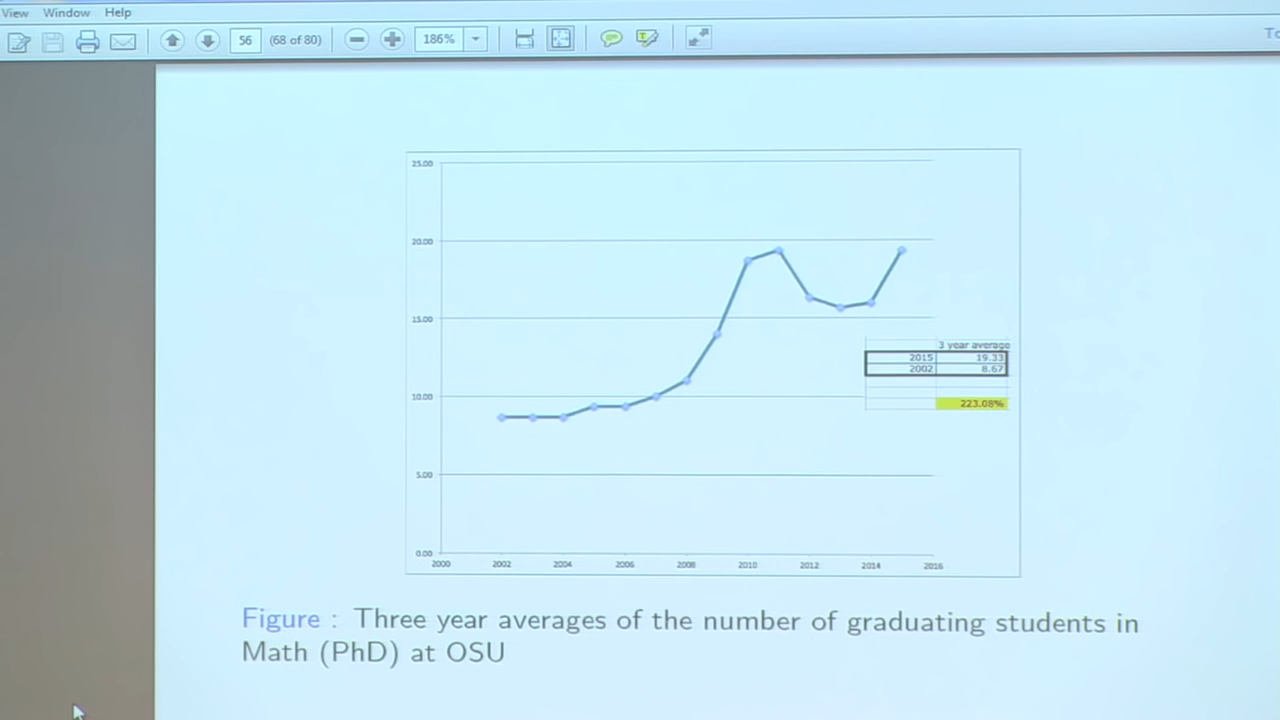 View Window Help
56 (68 of 80) 186%
25.00
20.00
15.00
10.00
5.00
0.00
2000 2002 2004 2006 2008 2010 2012 2014 2016
3 year average
2015 19.33
2002 8.67
223.08%
Figure : Three year averages of the number of graduating students in
Math (PhD) at OSU